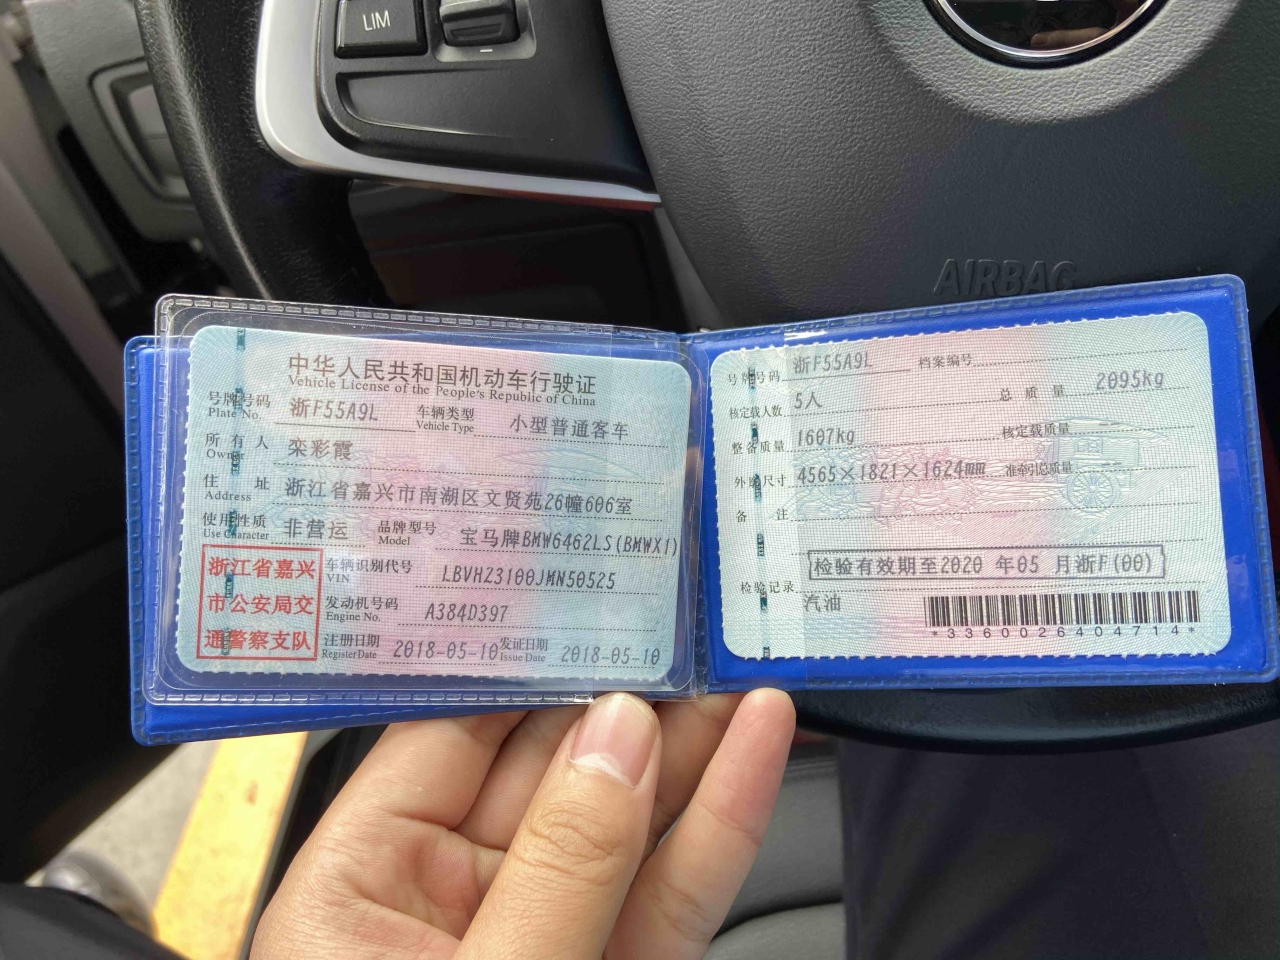 LIM
AIRBAG
中华人民共和国机动车行驶证
Vehicle License of the People's Republic of China
号牌号码 浙F55A9L 车辆类型 小型普通客车
Plate No. Vehicle Type
所有人 栾彩霞
Owner
住址 浙江省嘉兴市南湖区文贤苑26幢606室
Address
使用性质 非营运 品牌型号 宝马牌BMW6462LS(BMWX1)
Use Character Model
浙江省嘉兴
市公安局交
通警察支队
车辆识别代号 LBVHZ3100JMN50525
VIN
发动机号码 A384D397
Engine No.
注册日期 2018-05-10 发证日期 2018-05-10
Register Date Issue Date
号牌号码 浙F55A9L 档案编号
核定载人数 5人 总质量 2095kg
整备质量 1607kg 核定载质量
外廓尺寸 4565×1821×1624mm 准牵引总质量
备注
检验有效期至2020 年05 月浙F(00)
检验记录
汽油
*3360026404714*